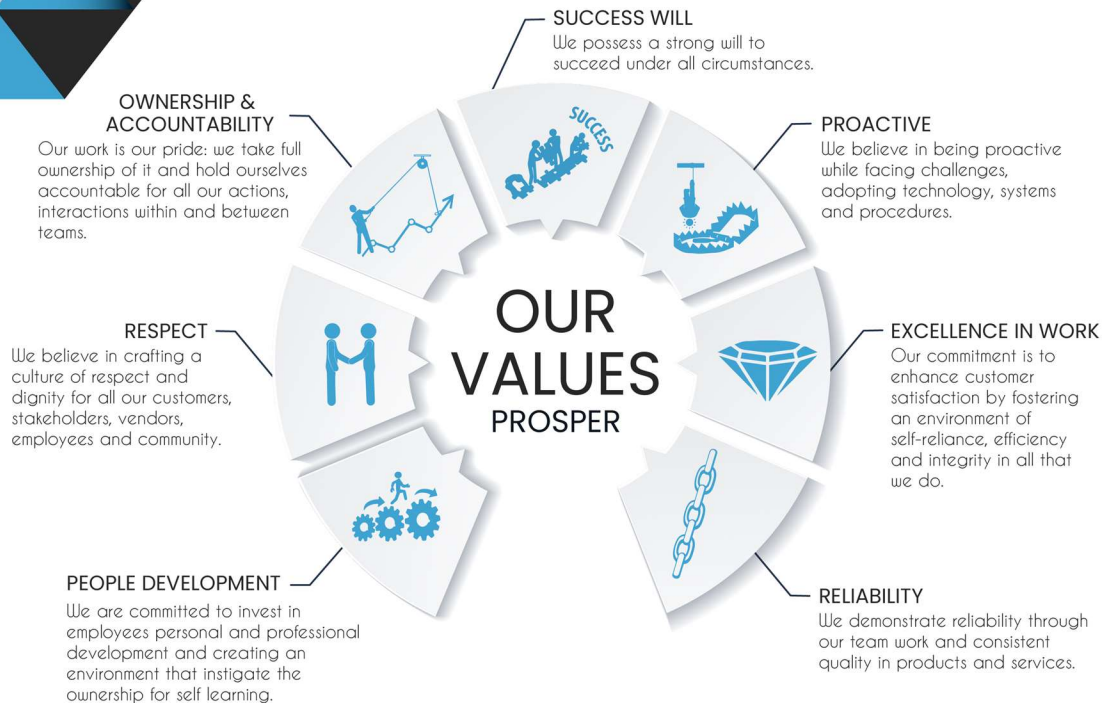 SUCCESS WILL
We possess a strong will to
succeed under all circumstances.
OWNERSHIP &
ACCOUNTABILITY
Our work is our pride: we take full
ownership of it and hold ourselves
accountable for all our actions,
interactions within and between
teams.
SUCCESS
PROACTIVE
We believe in being proactive
while facing challenges,
adopting technology, systems
and procedures.
OUR
VALUES
PROSPER
RESPECT
We believe in crafting a
culture of respect and
dignity for all our customers,
stakeholders, vendors,
employees and community.
EXCELLENCE IN WORK
Our commitment is to
enhance customer
satisfaction by fostering
an environment of
self-reliance, efficiency
and integrity in all that
we do.
PEOPLE DEVELOPMENT
We are committed to invest in
employees personal and professional
development and creating an
environment that instigate the
ownership for self learning.
RELIABILITY
We demonstrate reliability through
our team work and consistent
quality in products and services.